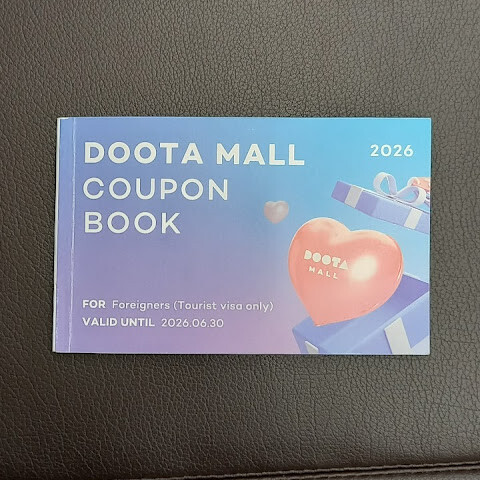 DOOTA MALL
COUPON
BOOK
2026
DOOTA
MALL
FOR Foreigners (Tourist visa only)
VALID UNTIL 2026.06.30